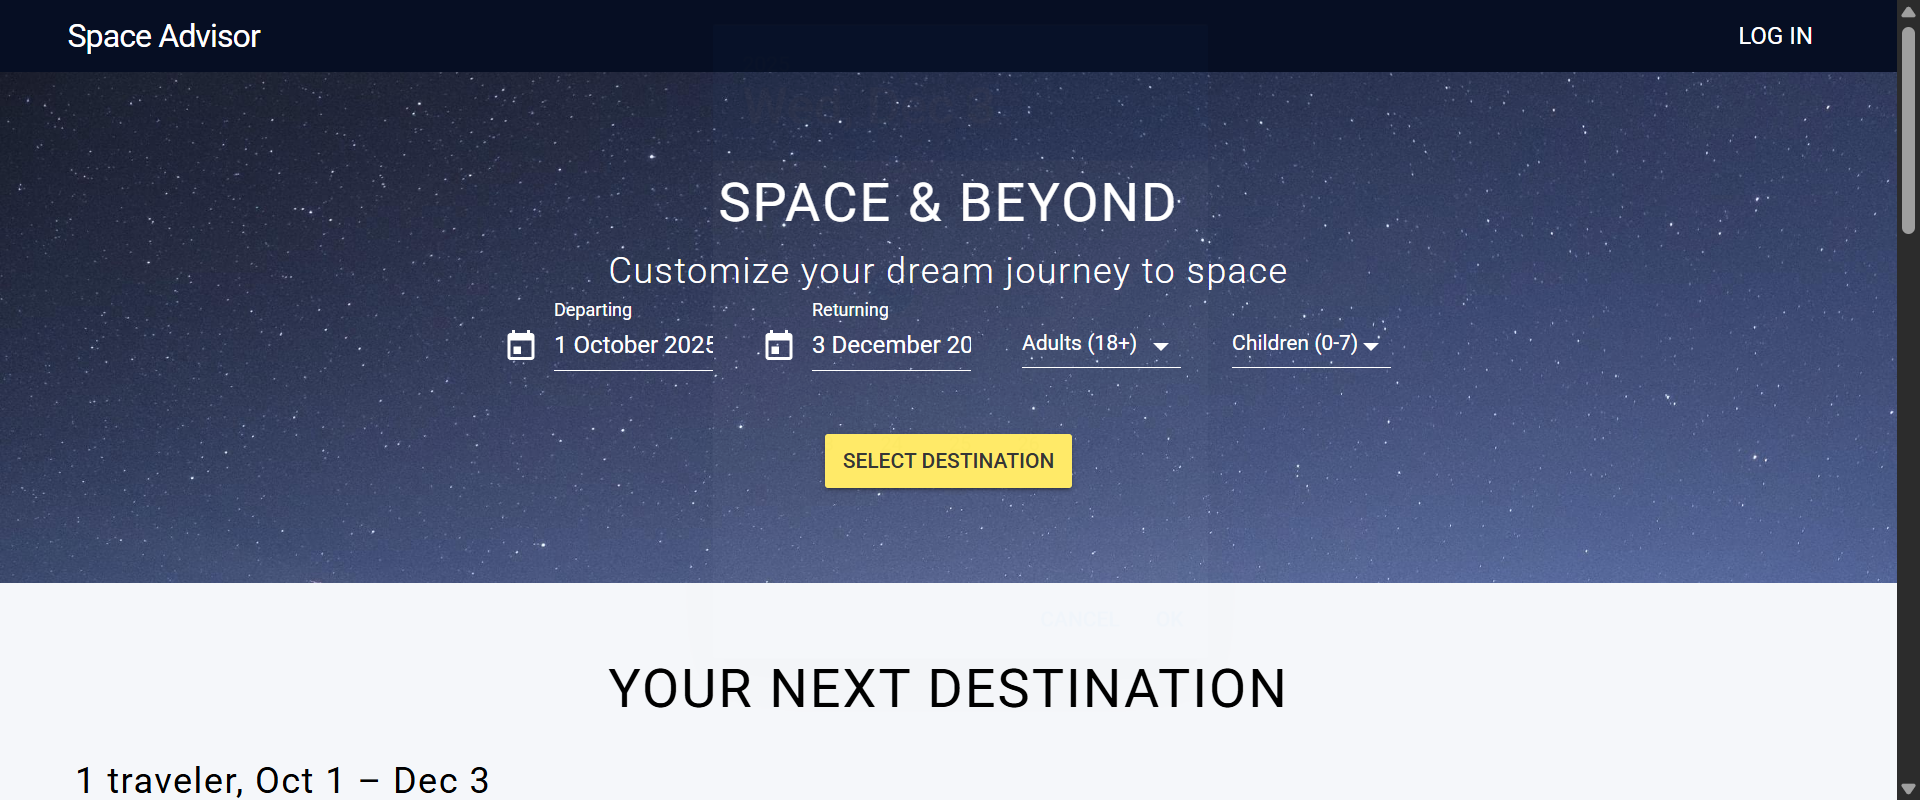 Space Advisor
LOG IN
SPACE & BEYOND
Customize your dream journey to space
Departing
1 October 2025
Returning
3 December 20
Adults (18+)
Children (0-7)
SELECT DESTINATION
CANCEL OK
YOUR NEXT DESTINATION
1 traveler, Oct 1 – Dec 3